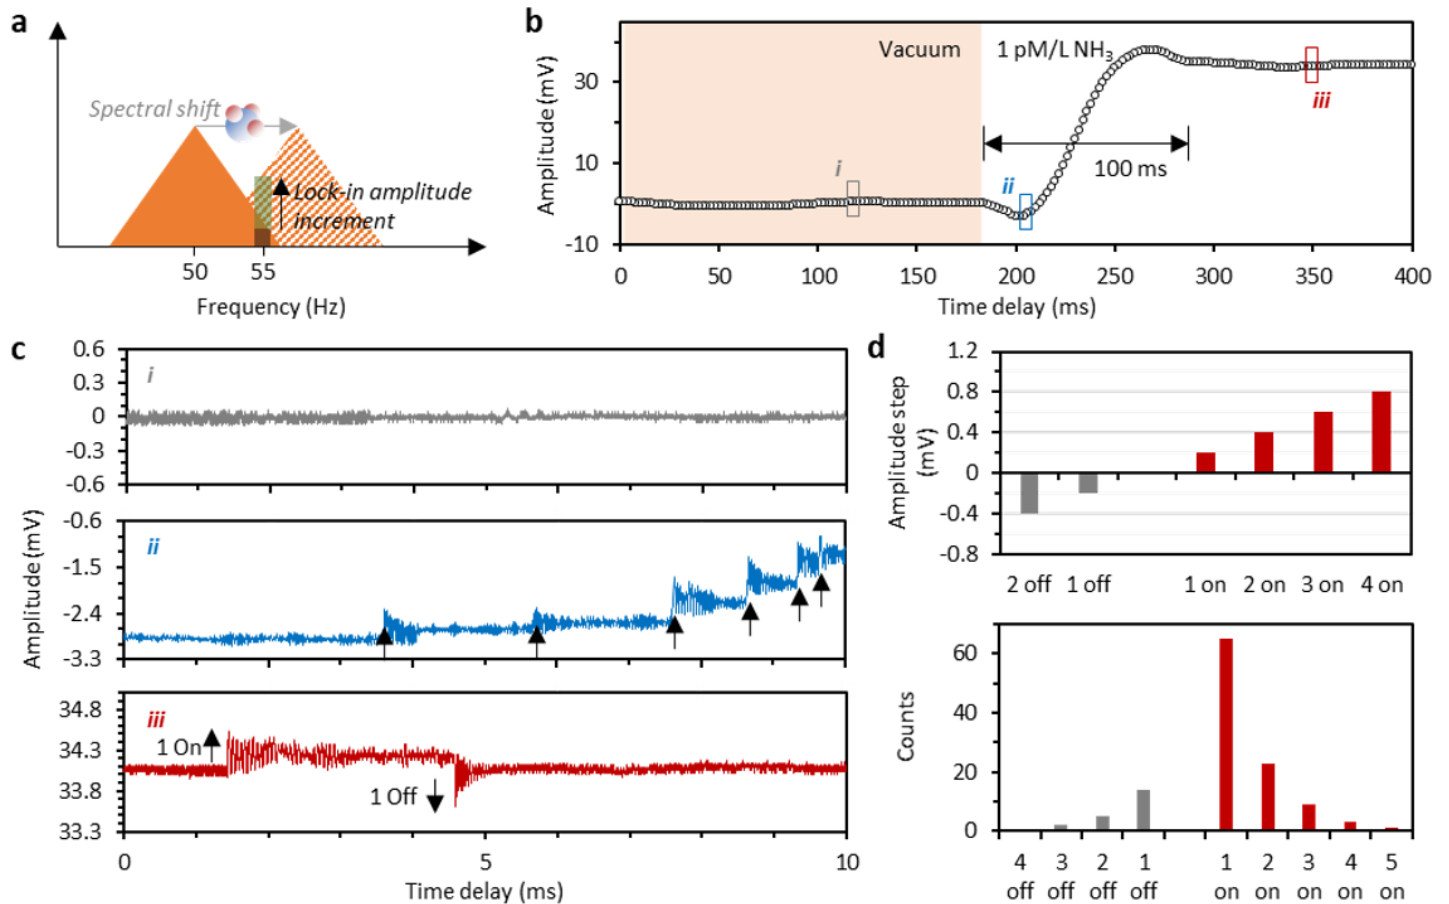 a
Spectral shift
Lock-in amplitude
increment
50
55
Frequency (Hz)
b
Amplitude (mV)
30
10
-10
Vacuum
1 pM/L NH3
i
ii
iii
100 ms
0
50
100
150
200
250
300
350
400
Time delay (ms)
c
Amplitude (mV)
0.6
0.3
0
-0.3
-0.6
i
-0.6
-1.5
-2.4
-3.3
ii
34.8
34.3
33.8
33.3
iii
1 On
1 Off
0
5
10
Time delay (ms)
d
Amplitude step
(mV)
1.2
0.8
0.4
0
-0.4
-0.8
2 off
1 off
1 on
2 on
3 on
4 on
Counts
60
40
20
0
4 3 2 1 1 2 3 4 5
off off off off on on on on on